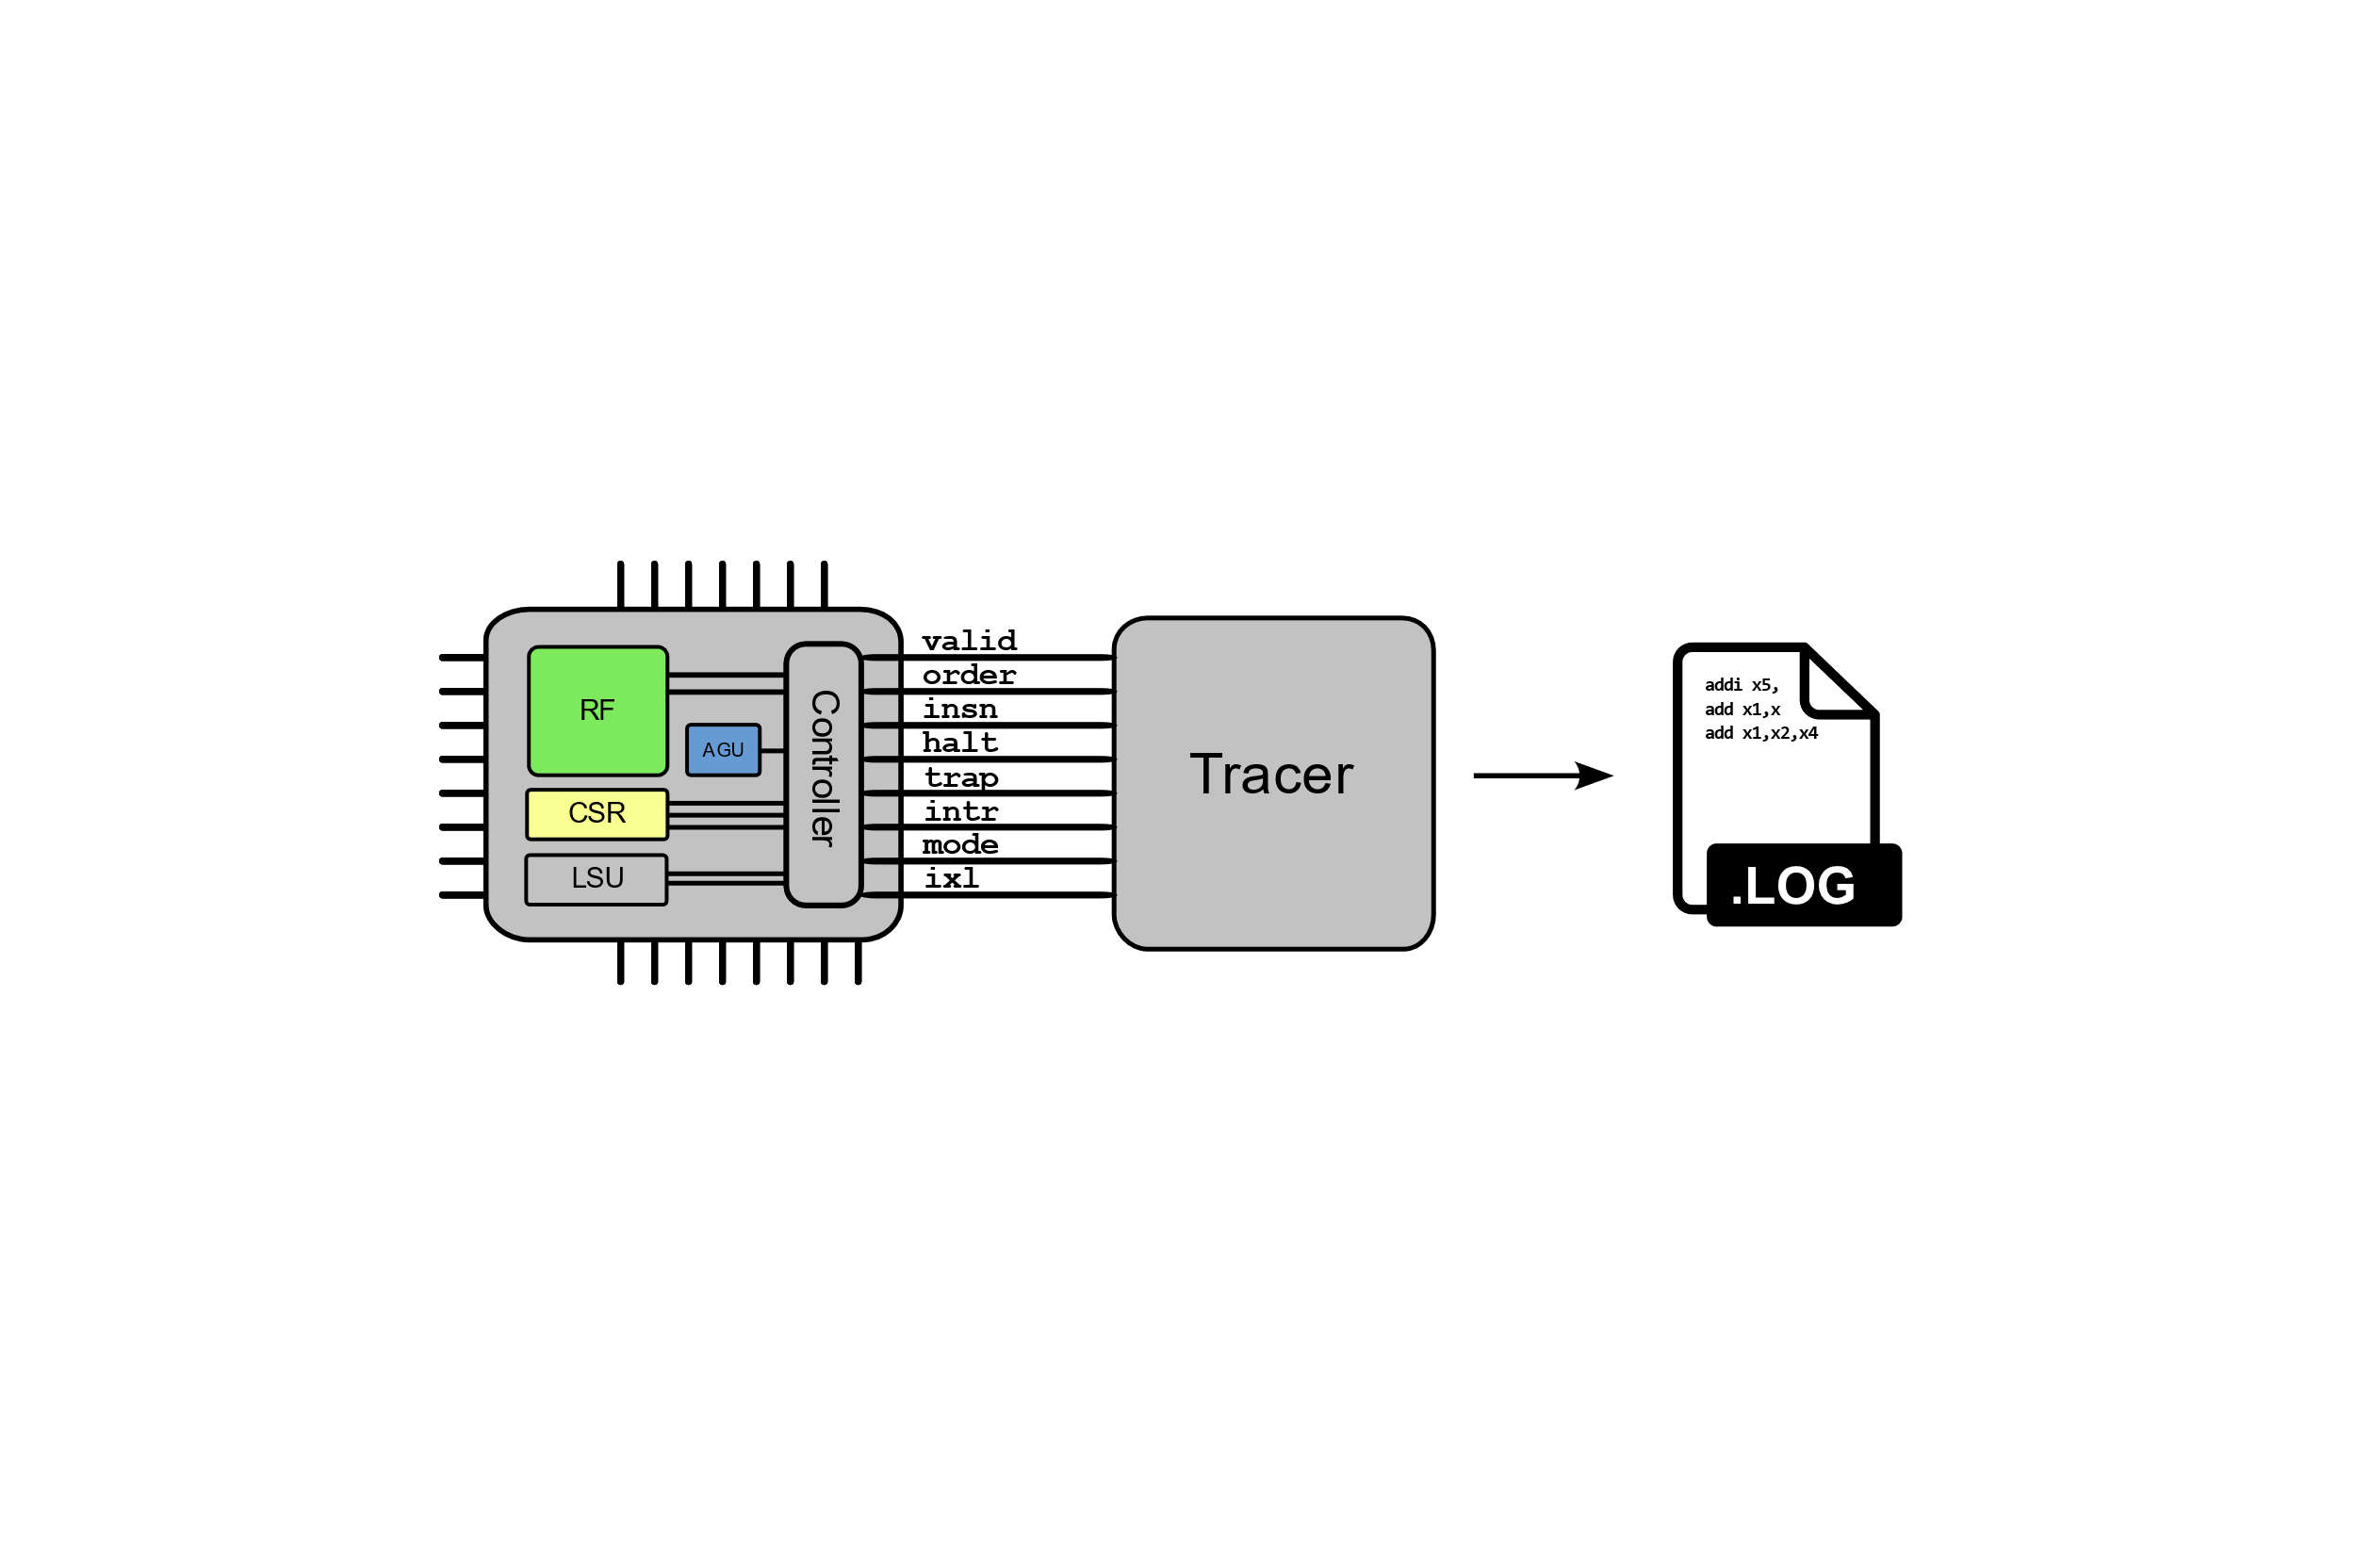 RF
AGU
CSR
LSU
Controller
valid
order
insn
halt
trap
intr
mode
ixl
Tracer
addi x5,
add x1,x
add x1,x2,x4
.LOG